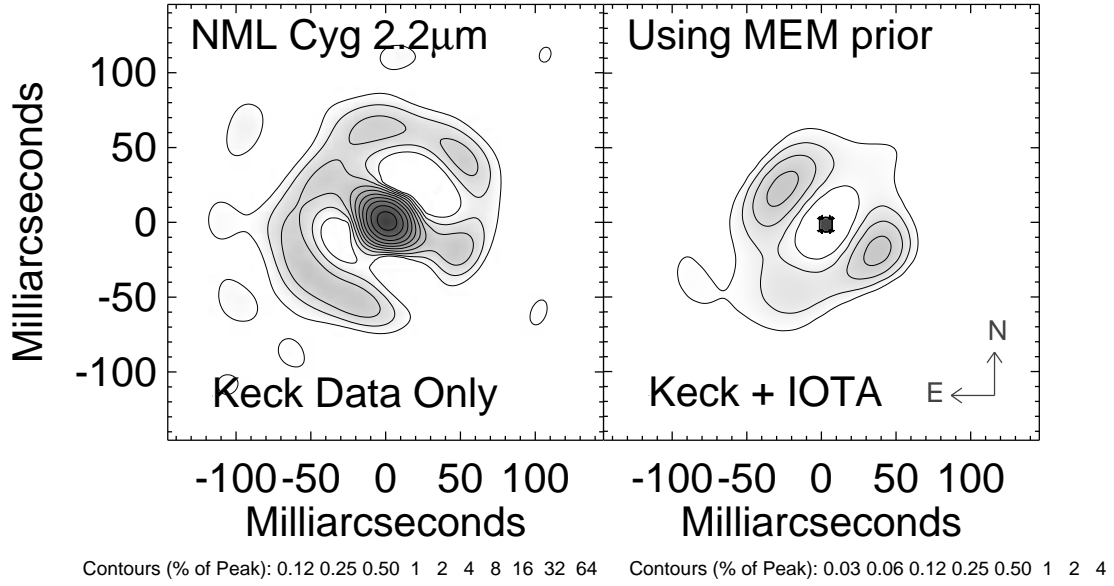 NML Cyg 2.2μm
Using MEM prior
Milliarcseconds
100
50
0
-50
-100
Keck Data Only
Keck + IOTA
N
E
-100 -50 0 50 100
-100 -50 0 50 100
Milliarcseconds
Milliarcseconds
Contours (% of Peak): 0.12 0.25 0.50 1 2 4 8 16 32 64
Contours (% of Peak): 0.03 0.06 0.12 0.25 0.50 1 2 4